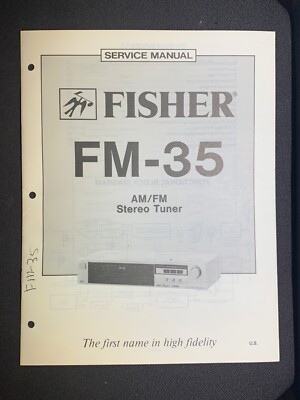 SERVICE MANUAL
FISHER®
FM-35
AM/FM
Stereo Tuner
FM-35
The first name in high fidelity
U.S.